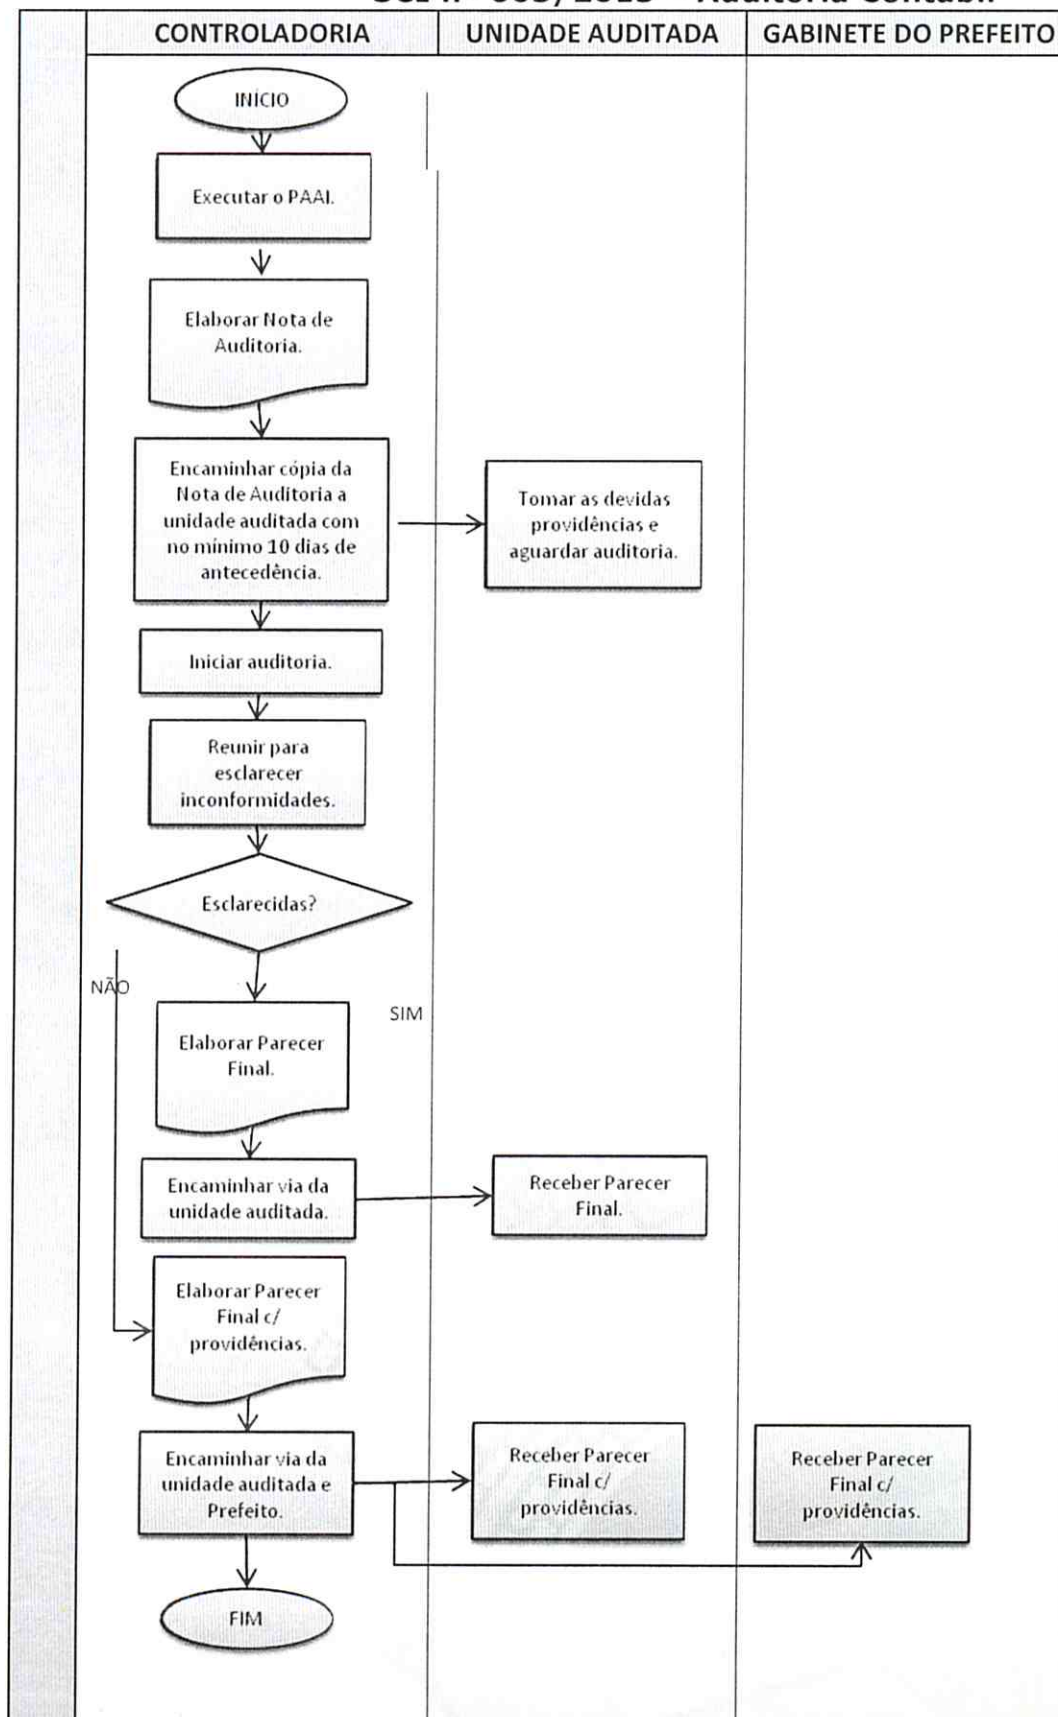 Auditoria Contábil
CONTROLADORIA
UNIDADE AUDITADA
GABINETE DO PREFEITO
INÍCIO
Executar o PAAI.
Elaborar Nota de
Auditoria.
Encaminhar cópia da
Nota de Auditoria a
unidade auditada com
no mínimo 10 dias de
antecedência.
Tomar as devidas
providências e
aguardar auditoria.
Iniciar auditoria.
Reunir para
esclarecer
inconformidades.
Esclarecidas?
NÃO
SIM
Elaborar Parecer
Final.
Encaminhar via da
unidade auditada.
Receber Parecer
Final.
Elaborar Parecer
Final c/
providências.
Encaminhar via da
unidade auditada e
Prefeito.
Receber Parecer
Final c/
providências.
Receber Parecer
Final c/
providências.
FIM